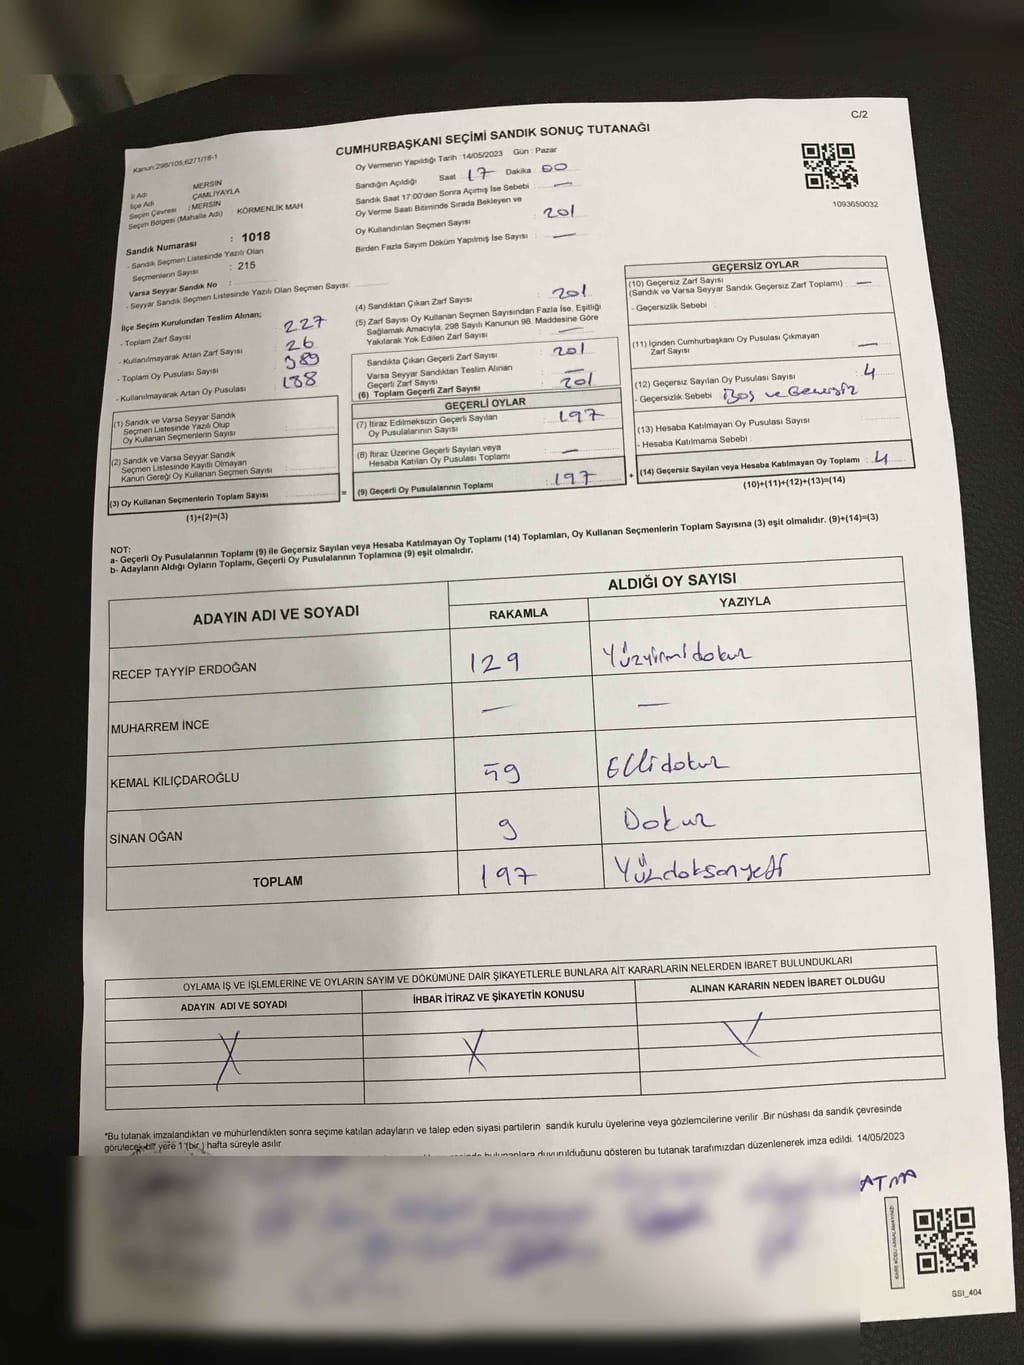 C/2
Kanun:298/105,6271/16-1
CUMHURBAŞKANI SEÇİMİ SANDIK SONUÇ TUTANAĞI
1093650032
İl Adı MERSİN
İlçe Adı ÇAMLIYAYLA
Seçim Çevresi : MERSİN
Seçim Bölgesi (Mahalle Adı) KÖRMENLİK MAH.
Sandık Numarası : 1018
- Sandık Seçmen Listesinde Yazılı Olan
Seçmenlerin Sayısı : 215
Varsa Seyyar Sandık No :
- Seyyar Sandık Seçmen Listesinde Yazılı Olan Seçmen Sayısı:
Oy Vermenin Yapıldığı Tarih :14/05/2023 Gün : Pazar
Sandığın Açıldığı Saat 17 Dakika 00
Sandık Saat 17:00'den Sonra Açımış İse Sebebi : —
Oy Verme Saati Bitiminde Sırada Bekleyen ve
Oy Kullandırılan Seçmen Sayısı : 201
Birden Fazla Sayım Döküm Yapılmış İse Sayısı : —
İlçe Seçim Kurulundan Teslim Alınan;
- Toplam Zarf Sayısı 227
- Kullanılmayarak Artan Zarf Sayısı 26
- Toplam Oy Pusulası Sayısı 389
- Kullanılmayarak Artan Oy Pusulası 188
(1) Sandık ve Varsa Seyyar Sandık
Seçmen Listesinde Yazılı Olup
Oy Kullanan Seçmenlerin Sayısı
(2) Sandık ve Varsa Seyyar Sandık
Seçmen Listesinde Kayıtlı Olmayan
Kanun Gereği Oy Kullanan Seçmen Sayısı
(3) Oy Kullanan Seçmenlerin Toplam Sayısı
(1)+(2)=(3)
=
(4) Sandıktan Çıkan Zarf Sayısı : 201
(5) Zarf Sayısı Oy Kullanan Seçmen Sayısından Fazla İse, Eşitliği
Sağlamak Amacıyla; 298 Sayılı Kanunun 98. Maddesine Göre
Yakılarak Yok Edilen Zarf Sayısı : —
Sandıkta Çıkan Geçerli Zarf Sayısı : 201
Varsa Seyyar Sandıktan Teslim Alınan
Geçerli Zarf Sayısı : —
(6) Toplam Geçerli Zarf Sayısı : 201
GEÇERLİ OYLAR
(7) İtiraz Edilmeksizin Geçerli Sayılan
Oy Pusulalarının Sayısı : 197
(8) İtiraz Üzerine Geçerli Sayılan veya
Hesaba Katılan Oy Pusulası Toplamı : —
(9) Geçerli Oy Pusulalarının Toplamı : 197
+
GEÇERSİZ OYLAR
(10) Geçersiz Zarf Sayısı
(Sandık ve Varsa Seyyar Sandık Geçersiz Zarf Toplamı) : —
- Geçersizlik Sebebi :
(11) İçinden Cumhurbaşkanı Oy Pusulası Çıkmayan
Zarf Sayısı : —
(12) Geçersiz Sayılan Oy Pusulası Sayısı : 4
- Geçersizlik Sebebi : Boş ve Geçersiz
(13) Hesaba Katılmayan Oy Pusulası Sayısı
- Hesaba Katılmama Sebebi :
(14) Geçersiz Sayılan veya Hesaba Katılmayan Oy Toplamı : 4
(10)+(11)+(12)+(13)=(14)
NOT:
a- Geçerli Oy Pusulalarının Toplamı (9) ile Geçersiz Sayılan veya Hesaba Katılmayan Oy Toplamı (14) Toplamları, Oy Kullanan Seçmenlerin Toplam Sayısına (3) eşit olmalıdır. (9)+(14)=(3)
b- Adayların Aldığı Oyların Toplamı, Geçerli Oy Pusulalarının Toplamına (9) eşit olmalıdır.
ADAYIN ADI VE SOYADI ALDIĞI OY SAYISI
RAKAMLA YAZIYLA
RECEP TAYYİP ERDOĞAN 129 Yüzyirmidokuz
MUHARREM İNCE — —
KEMAL KILIÇDAROĞLU 59 Ellidokuz
SİNAN OĞAN 9 Dokuz
TOPLAM 197 Yüzdoksanyedi
OYLAMA İŞ VE İŞLEMLERİNE VE OYLARIN SAYIM VE DÖKÜMÜNE DAİR ŞİKAYETLERLE BUNLARA AİT KARARLARIN NELERDEN İBARET BULUNDUKLARI
ADAYIN ADI VE SOYADI İHBAR İTİRAZ VE ŞİKAYETİN KONUSU ALINAN KARARIN NEDEN İBARET OLDUĞU
*Bu tutanak imzalandıktan ve mühürlendikten sonra seçime katılan adayların ve talep eden siyasi partilerin sandık kurulu üyelerine veya gözlemcilerine verilir .Bir nüshası da sandık çevresinde
görülecek bir yere 1 (bir ) hafta süreyle asılır
bulunanlara duyurulduğunu gösteren bu tutanak tarafımızdan düzenlenerek imza edildi. 14/05/2023
ATMA
SSI_404